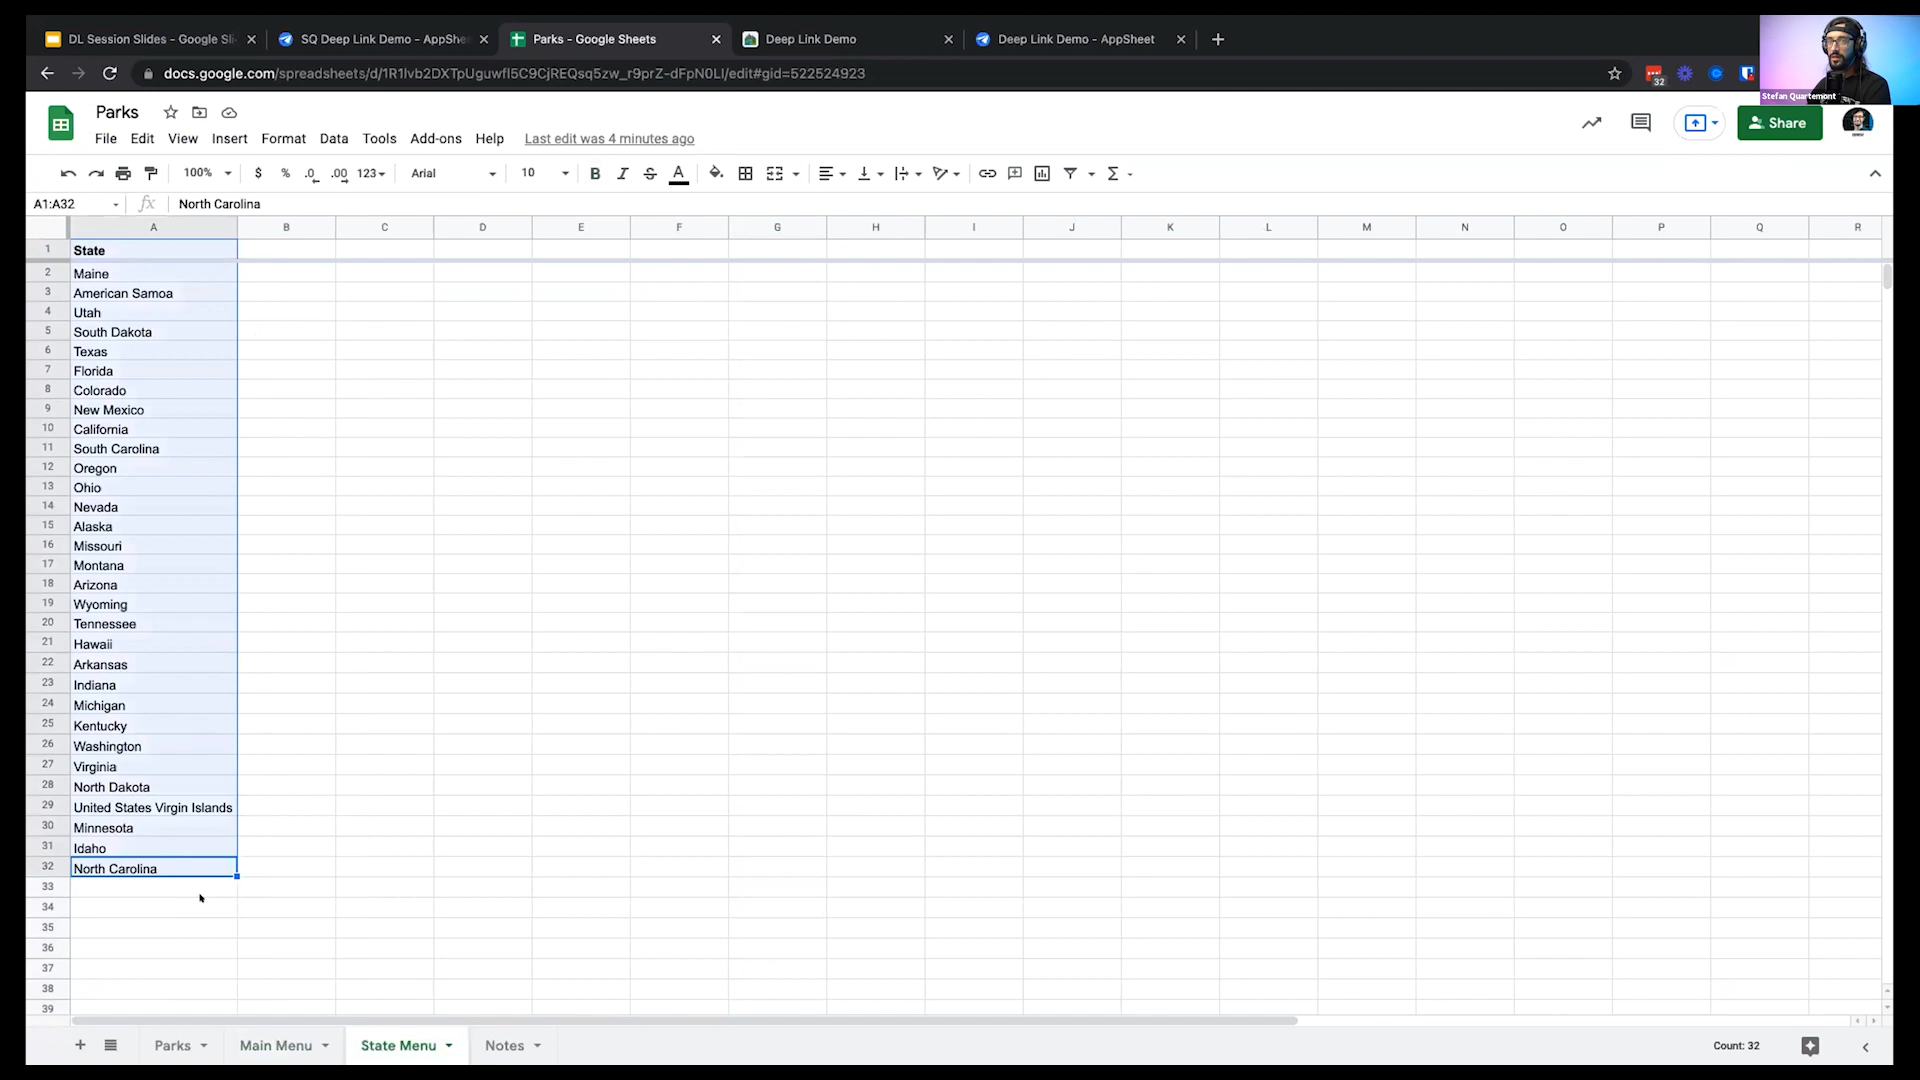 DL Session Slides - Google Sli
SQ Deep Link Demo - AppShe
Parks - Google Sheets
Deep Link Demo
Deep Link Demo - AppSheet
docs.google.com/spreadsheets/d/1R1lvb2DXTpUguwfI5C9CjREQsq5zw_r9prZ-dFpN0LI/edit#gid=522524923
32
Stefan Quartemont
Parks
File Edit View Insert Format Data Tools Add-ons Help Last edit was 4 minutes ago
Share
100% $ % .0 .00 123 Arial 10 B I S A
A1:A32 fx North Carolina
A B C D E F G H I J K L M N O P Q R
1 State
2 Maine
3 American Samoa
4 Utah
5 South Dakota
6 Texas
7 Florida
8 Colorado
9 New Mexico
10 California
11 South Carolina
12 Oregon
13 Ohio
14 Nevada
15 Alaska
16 Missouri
17 Montana
18 Arizona
19 Wyoming
20 Tennessee
21 Hawaii
22 Arkansas
23 Indiana
24 Michigan
25 Kentucky
26 Washington
27 Virginia
28 North Dakota
29 United States Virgin Islands
30 Minnesota
31 Idaho
32 North Carolina
33
34
35
36
37
38
39
Parks Main Menu State Menu Notes
Count: 32